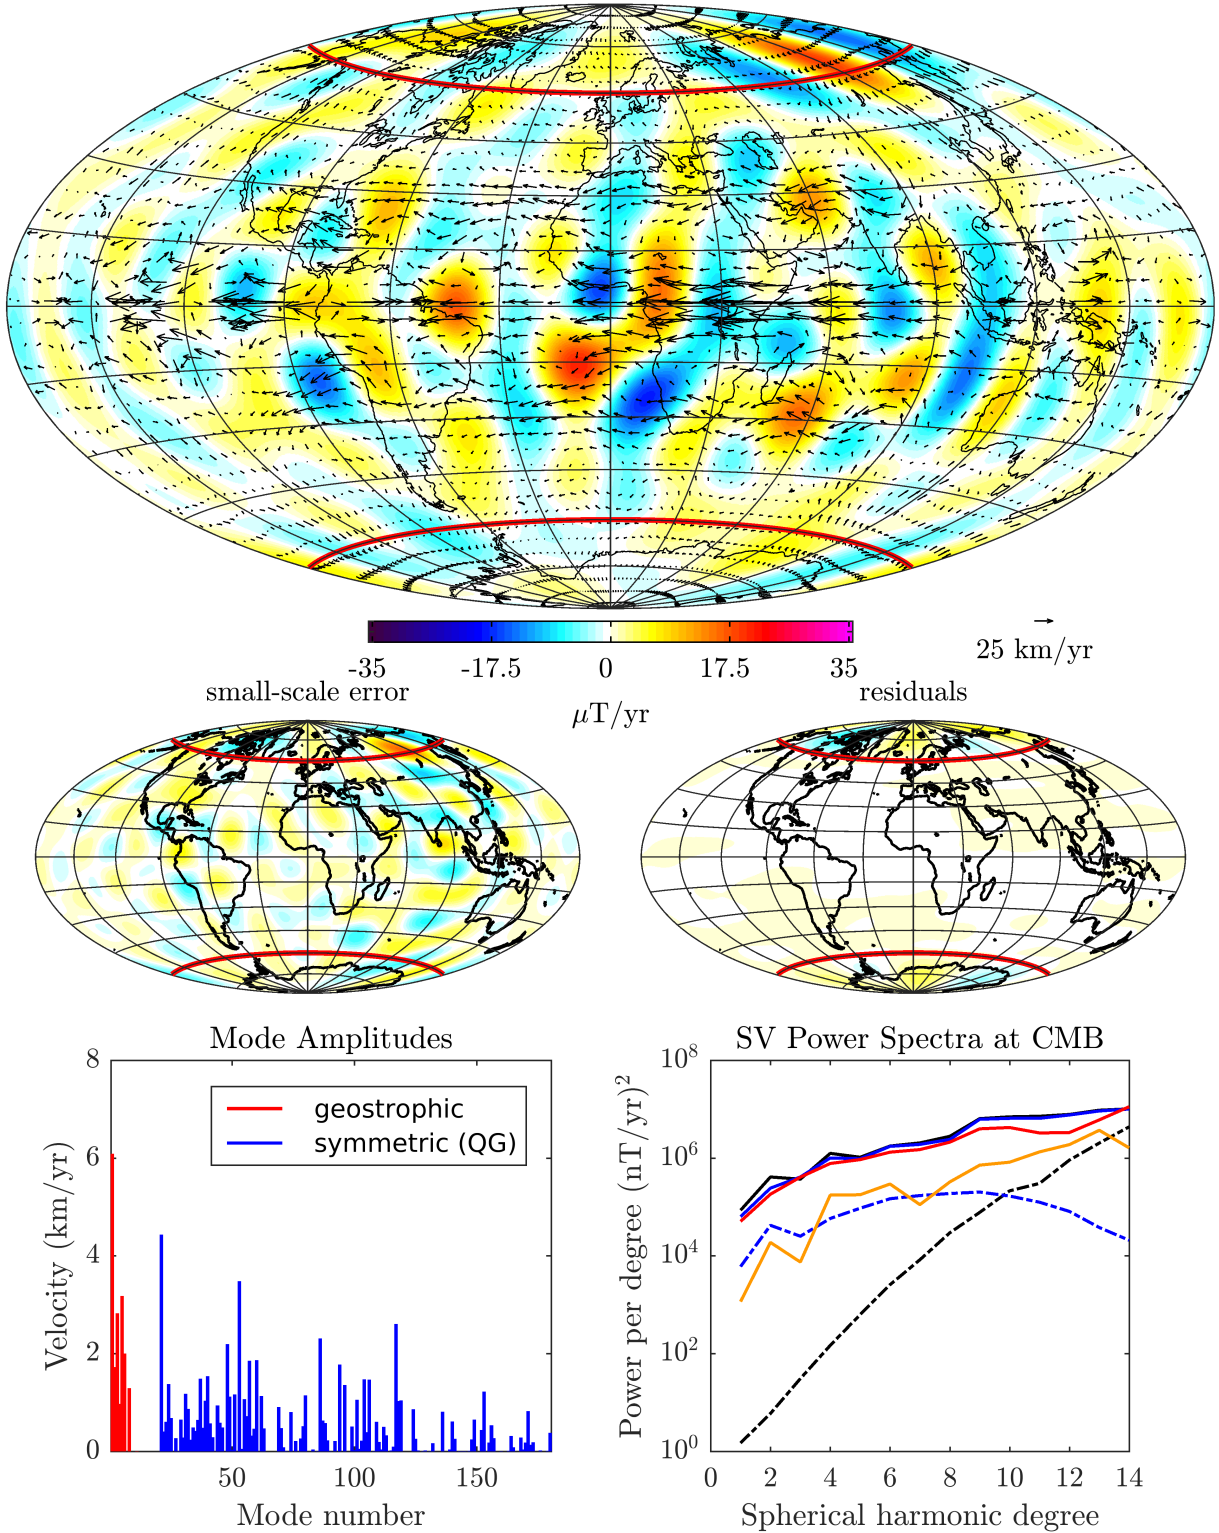 -35 -17.5 0 17.5 35
25 km/yr
μT/yr
small-scale error
residuals
Mode Amplitudes
8
6
4
2
0
50 100 150
Velocity (km/yr)
Mode number
geostrophic
symmetric (QG)
SV Power Spectra at CMB
10^8
10^6
10^4
10^2
10^0
0 2 4 6 8 10 12 14
Power per degree (nT/yr)^2
Spherical harmonic degree